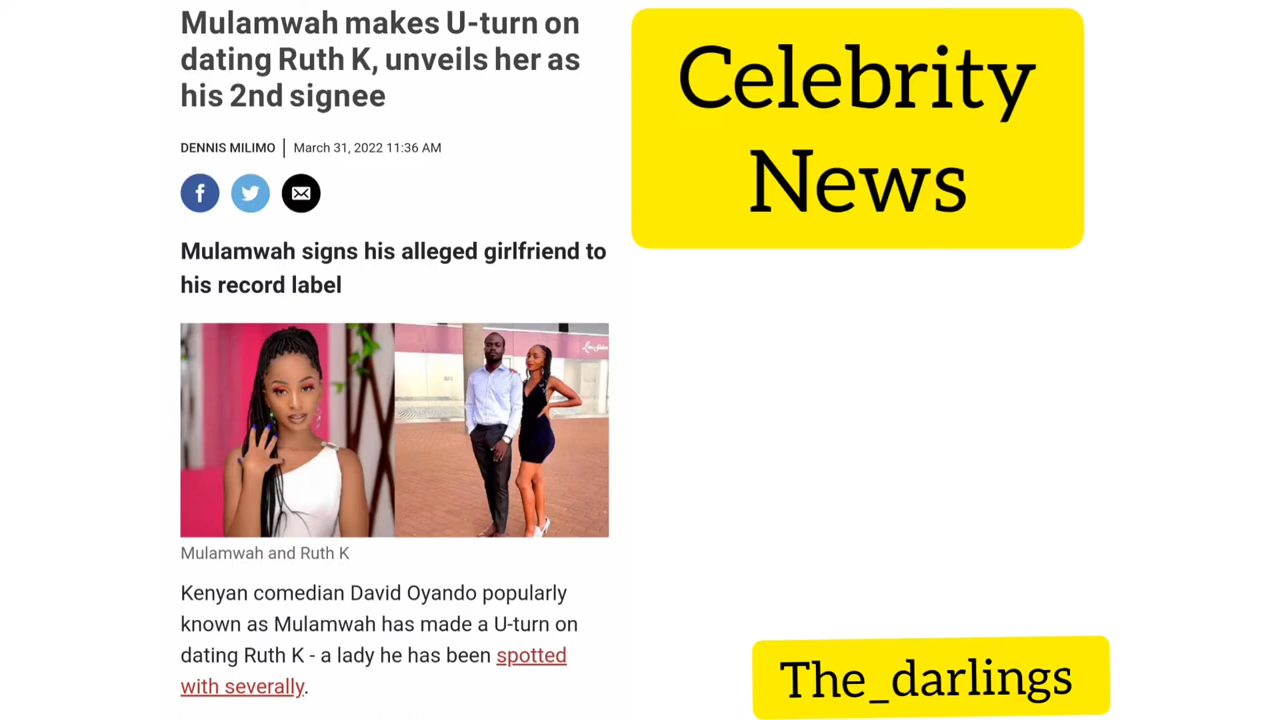 Mulamwah makes U-turn on
dating Ruth K, unveils her as
his 2nd signee
DENNIS MILIMO | March 31, 2022 11:36 AM
Mulamwah signs his alleged girlfriend to
his record label
Mulamwah and Ruth K
Kenyan comedian David Oyando popularly
known as Mulamwah has made a U-turn on
dating Ruth K - a lady he has been spotted
with severally.
Celebrity
News
The_darlings